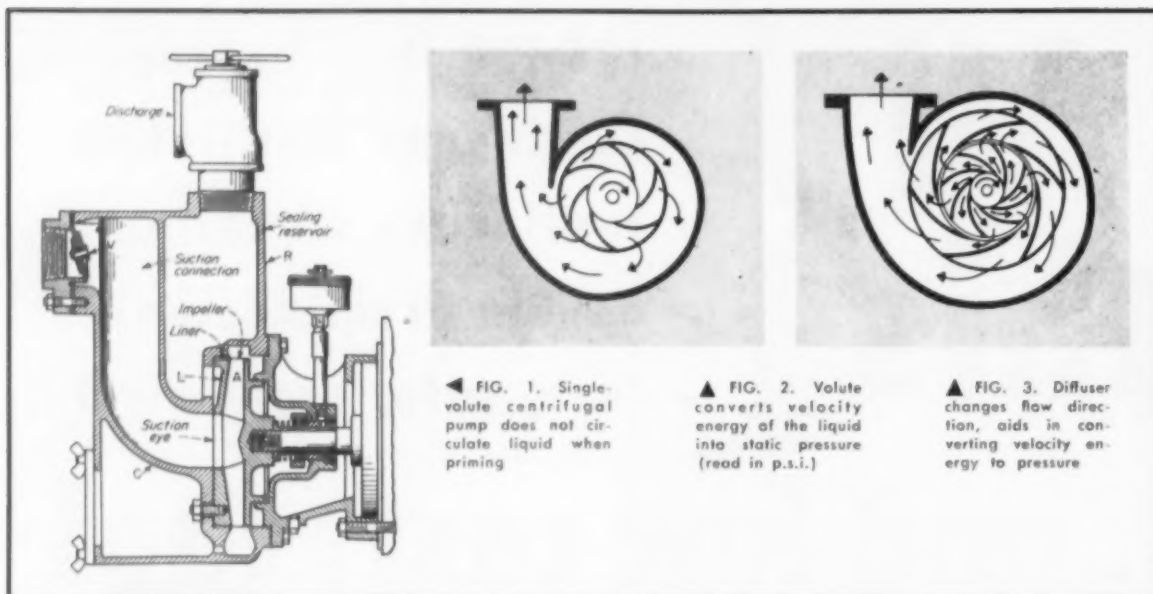 Discharge
V
Suction
connection
Sealing
reservoir
R
Impeller
Liner
L
A
Suction
eye
C
◄ FIG. 1. Single-
volute centrifugal
pump does not cir-
culate liquid when
priming
▲ FIG. 2. Volute
converts velocity
energy of the liquid
into static pressure
(read in p.s.i.)
▲ FIG. 3. Diffuser
changes flow direc-
tion, aids in con-
verting velocity en-
ergy to pressure